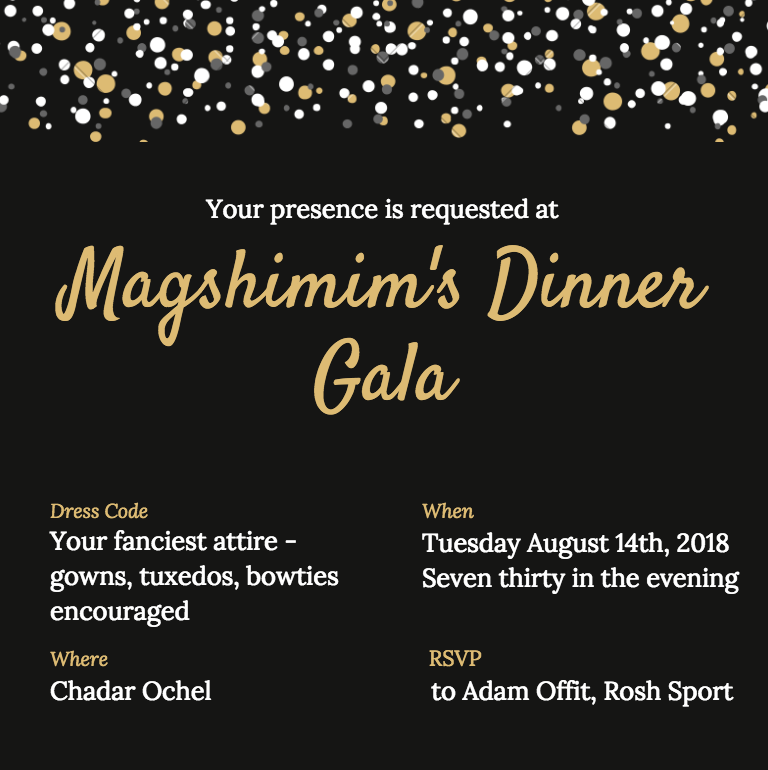 Your presence is requested at
Magshimim's Dinner
Gala
Dress Code
Your fanciest attire -
gowns, tuxedos, bowties
encouraged
When
Tuesday August 14th, 2018
Seven thirty in the evening
Where
Chadar Ochel
RSVP
to Adam Offit, Rosh Sport